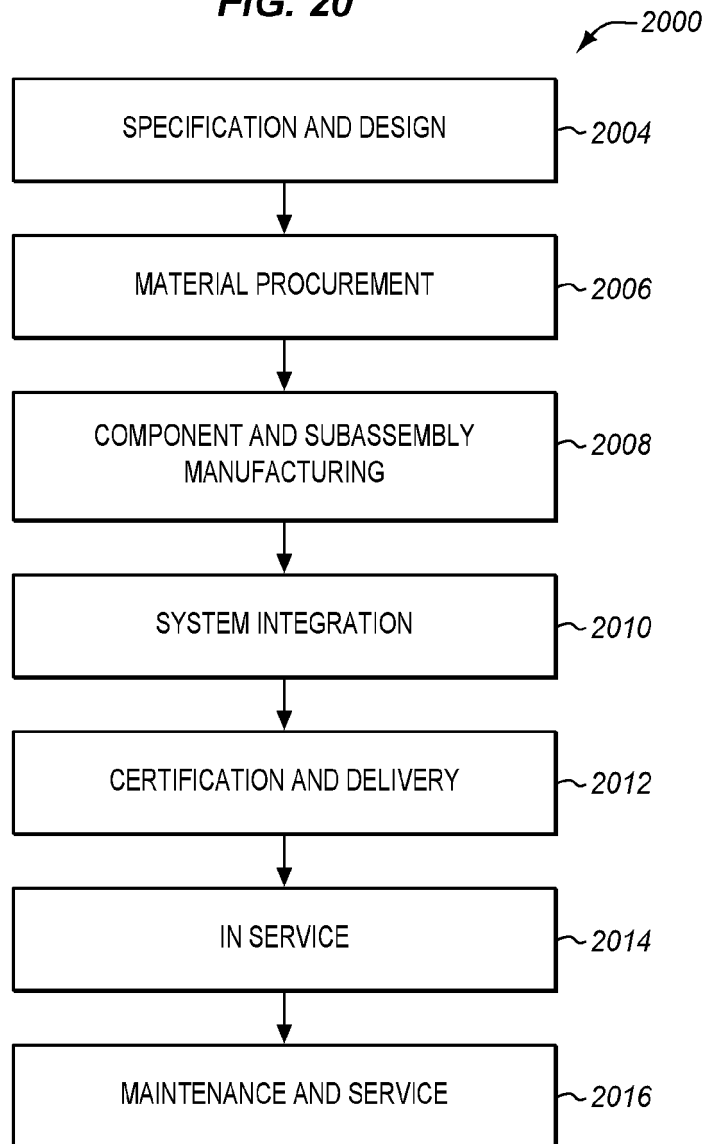 FIG. 20
2000
SPECIFICATION AND DESIGN
2004
MATERIAL PROCUREMENT
2006
COMPONENT AND SUBASSEMBLY
MANUFACTURING
2008
SYSTEM INTEGRATION
2010
CERTIFICATION AND DELIVERY
2012
IN SERVICE
2014
MAINTENANCE AND SERVICE
2016